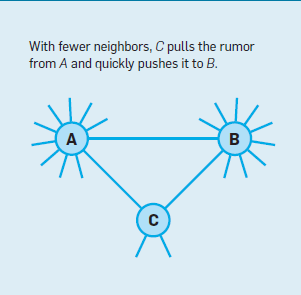 With fewer neighbors, C pulls the rumor
from A and quickly pushes it to B.
A
B
C